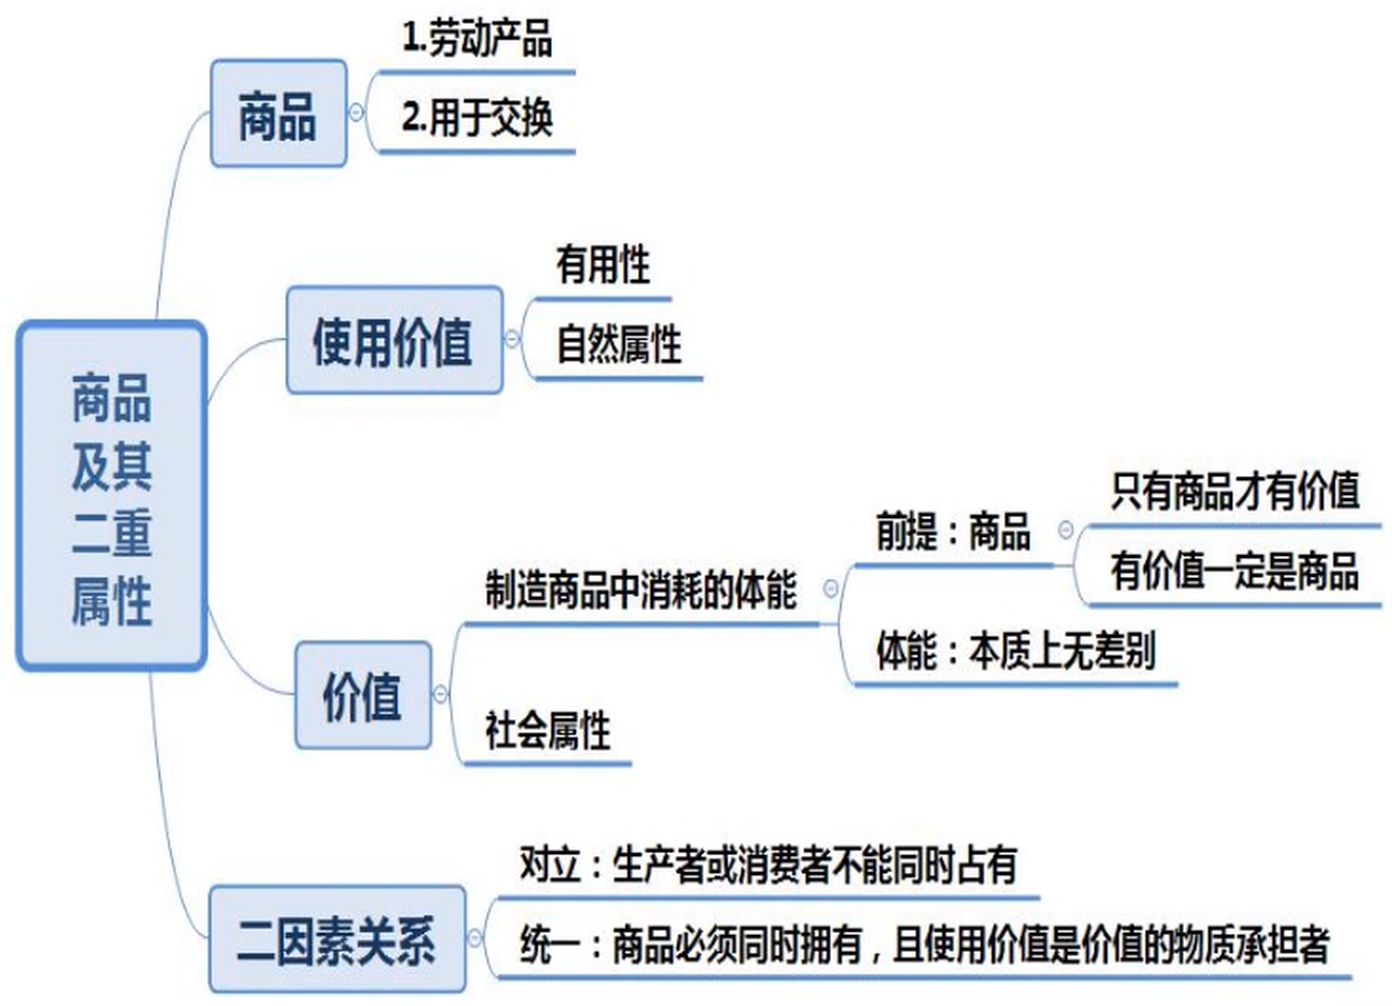 商品
及其
二重
属性
商品
1.劳动产品
2.用于交换
使用价值
有用性
自然属性
价值
制造商品中消耗的体能
前提：商品
只有商品才有价值
有价值一定是商品
体能：本质上无差别
社会属性
二因素关系
对立：生产者或消费者不能同时占有
统一：商品必须同时拥有，且使用价值是价值的物质承担者